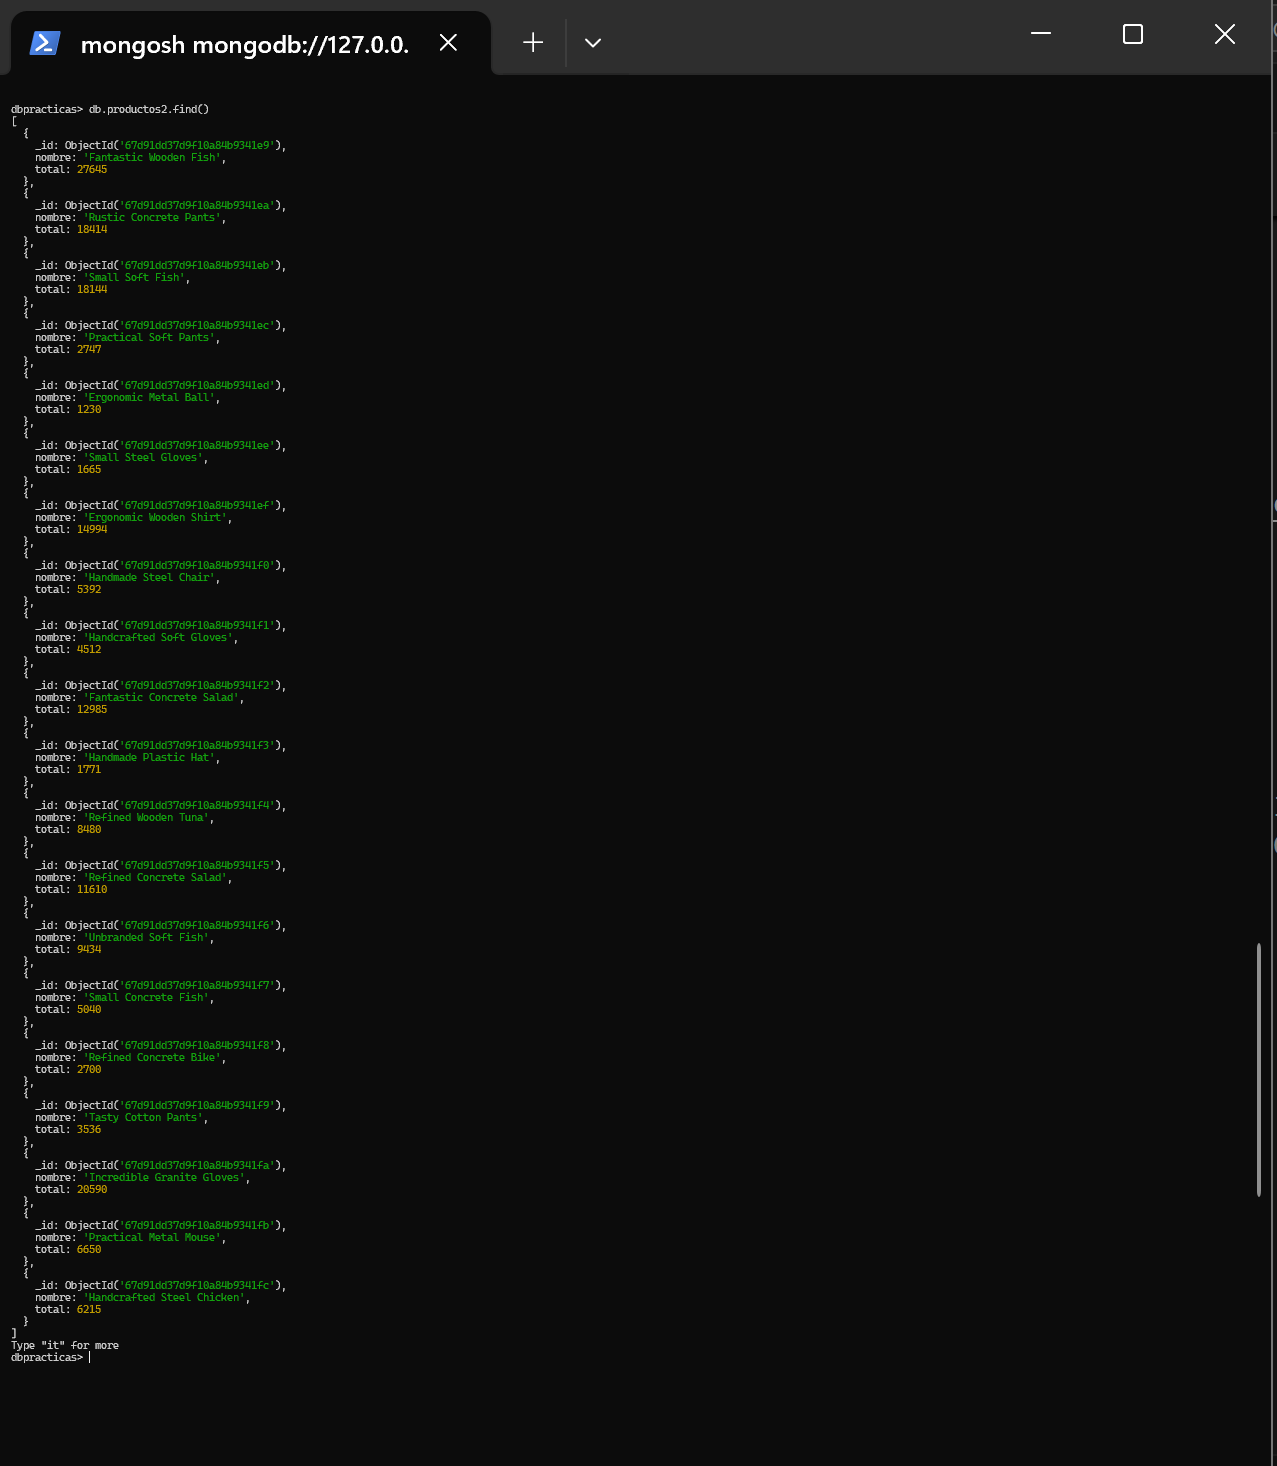 mongosh mongodb://127.0.0.
dbpracticas> db.productos2.find()
[
  {
    _id: ObjectId('67d91dd37d9f10a84b9341e9'),
    nombre: 'Fantastic Wooden Fish',
    total: 27645
  },
  {
    _id: ObjectId('67d91dd37d9f10a84b9341ea'),
    nombre: 'Rustic Concrete Pants',
    total: 18414
  },
  {
    _id: ObjectId('67d91dd37d9f10a84b9341eb'),
    nombre: 'Small Soft Fish',
    total: 18144
  },
  {
    _id: ObjectId('67d91dd37d9f10a84b9341ec'),
    nombre: 'Practical Soft Pants',
    total: 2747
  },
  {
    _id: ObjectId('67d91dd37d9f10a84b9341ed'),
    nombre: 'Ergonomic Metal Ball',
    total: 1230
  },
  {
    _id: ObjectId('67d91dd37d9f10a84b9341ee'),
    nombre: 'Small Steel Gloves',
    total: 1665
  },
  {
    _id: ObjectId('67d91dd37d9f10a84b9341ef'),
    nombre: 'Ergonomic Wooden Shirt',
    total: 14994
  },
  {
    _id: ObjectId('67d91dd37d9f10a84b9341f0'),
    nombre: 'Handmade Steel Chair',
    total: 5392
  },
  {
    _id: ObjectId('67d91dd37d9f10a84b9341f1'),
    nombre: 'Handcrafted Soft Gloves',
    total: 4512
  },
  {
    _id: ObjectId('67d91dd37d9f10a84b9341f2'),
    nombre: 'Fantastic Concrete Salad',
    total: 12985
  },
  {
    _id: ObjectId('67d91dd37d9f10a84b9341f3'),
    nombre: 'Handmade Plastic Hat',
    total: 1771
  },
  {
    _id: ObjectId('67d91dd37d9f10a84b9341f4'),
    nombre: 'Refined Wooden Tuna',
    total: 8480
  },
  {
    _id: ObjectId('67d91dd37d9f10a84b9341f5'),
    nombre: 'Refined Concrete Salad',
    total: 11610
  },
  {
    _id: ObjectId('67d91dd37d9f10a84b9341f6'),
    nombre: 'Unbranded Soft Fish',
    total: 9434
  },
  {
    _id: ObjectId('67d91dd37d9f10a84b9341f7'),
    nombre: 'Small Concrete Fish',
    total: 5040
  },
  {
    _id: ObjectId('67d91dd37d9f10a84b9341f8'),
    nombre: 'Refined Concrete Bike',
    total: 2700
  },
  {
    _id: ObjectId('67d91dd37d9f10a84b9341f9'),
    nombre: 'Tasty Cotton Pants',
    total: 3536
  },
  {
    _id: ObjectId('67d91dd37d9f10a84b9341fa'),
    nombre: 'Incredible Granite Gloves',
    total: 20590
  },
  {
    _id: ObjectId('67d91dd37d9f10a84b9341fb'),
    nombre: 'Practical Metal Mouse',
    total: 6650
  },
  {
    _id: ObjectId('67d91dd37d9f10a84b9341fc'),
    nombre: 'Handcrafted Steel Chicken',
    total: 6215
  }
]
Type "it" for more
dbpracticas>